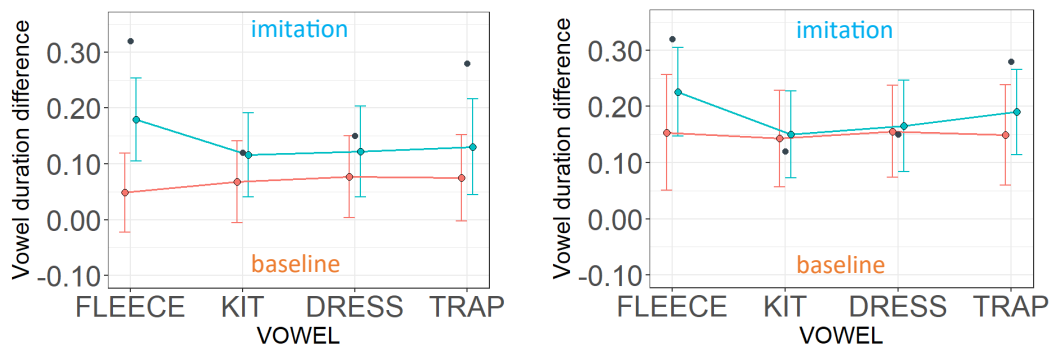 imitation
Vowel duration difference
0.30
0.20
0.10
0.00
-0.10
baseline
FLEECE KIT DRESS TRAP
VOWEL
imitation
Vowel duration difference
0.30
0.20
0.10
0.00
-0.10
baseline
FLEECE KIT DRESS TRAP
VOWEL